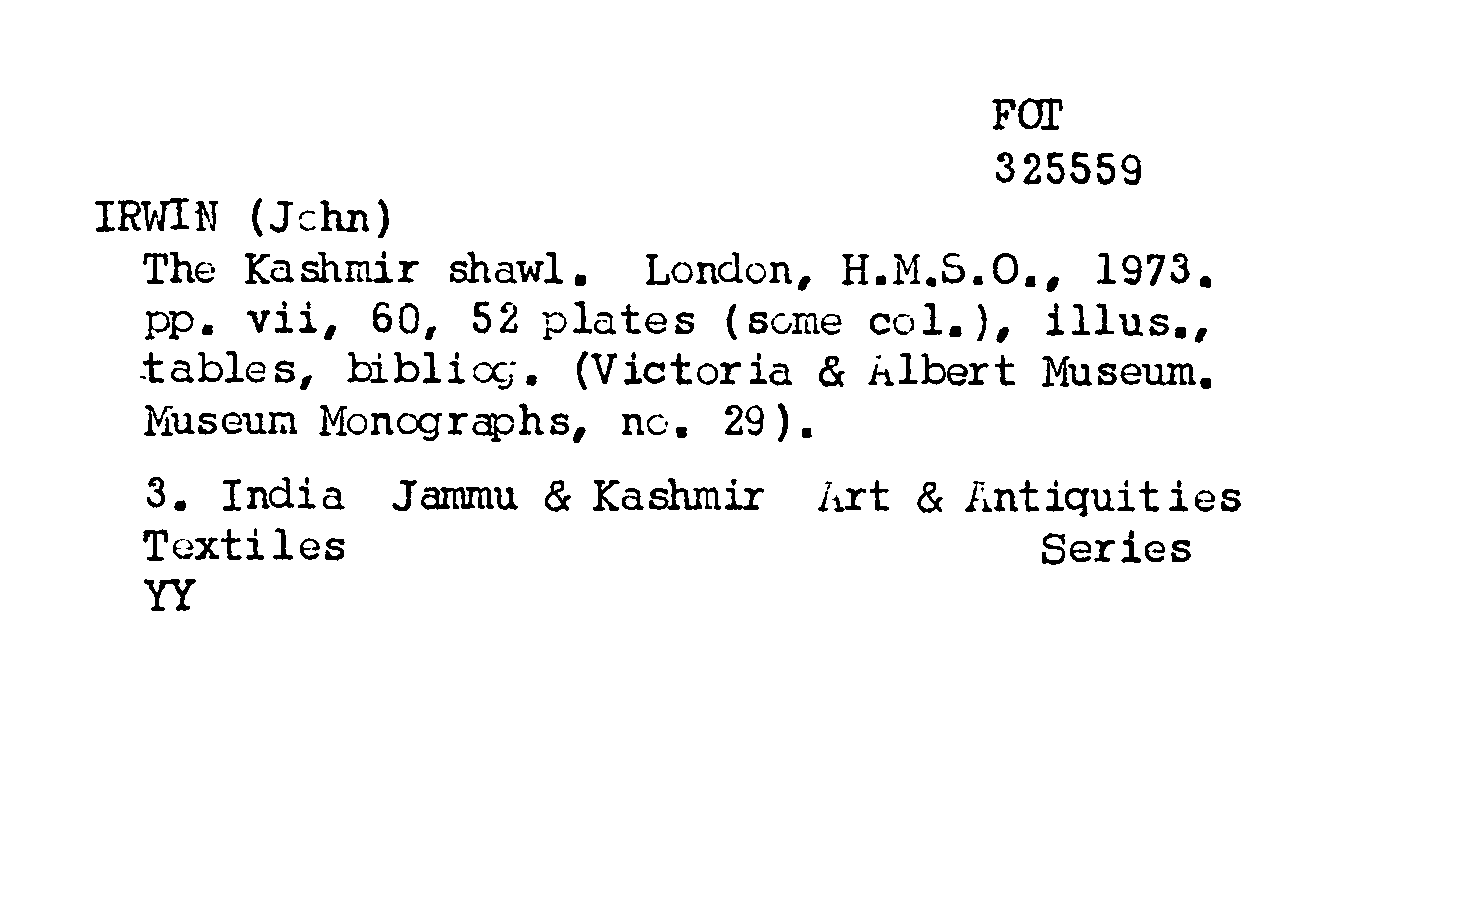 FOT
325559
IRWIN (John)
The Kashmir shawl. London, H.M.S.O., 1973.
pp. vii, 60, 52 plates (some col.), illus.,
tables, bibliog. (Victoria & Albert Museum.
Museum Monographs, no. 29).
3. India Jammu & Kashmir Art & Antiquities
Textiles Series
YY